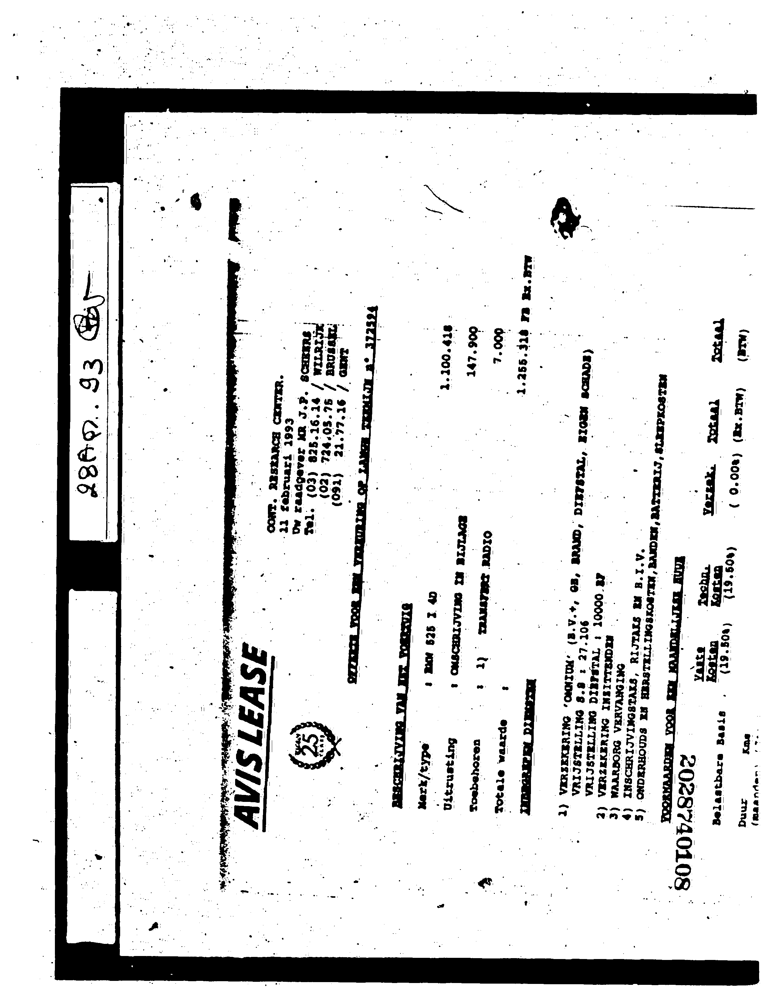 28 93
AVIS LEASE
25
CONT. RESEARCH CENTER.
11 februari 1993
Uw raadgever MR J.P. SCHEERS
Tel. (03) 825.16.14 / WILRIJK
(02) 724.05.75 / BRUSSEL
(091) 21.77.16 / GENT
OFFERTE VOOR EEN VERHURING OP LANGE TERMIJN n° 372594
BESCHRIJVING VAN HET VOERTUIG
Merk/type : BMW 525 I 4D 1.100.418
Uitrusting : OMSCHRIJVING IN BIJLAGE 147.900
Toebehoren : 1) TRANSFERT RADIO 7.000
Totale waarde : 1.255.318 FB Ex.BTW
INBEGREPEN DIENSTEN
1) VERZEKERING 'OMNIUM' (B.V.+, GB, BRAND, DIEFSTAL, EIGEN SCHADE)
VRIJSTELLING S.S : 27.106
VRIJSTELLING DIEFSTAL : 10000 BF
2) VERZEKERING INZITTENDEN
3) WAARBORG VERVANGING
4) INSCHRIJVINGSTAKS, RIJTAKS EN B.I.V.
5) ONDERHOUDS EN HERSTELLINGSKOSTEN, BANDEN, BATTERIJ, SLEEPKOSTEN
VOORWAARDEN VOOR EEN MAANDELIJKSE HUUR
2028740108
Vaste Techn. Verzek. Totaal Totaal
Kosten Kosten
Belastbare Basis (19.50%) (19.50%) ( 0.00%) (Ex.BTW) (BTW)
Duur Kms
(maanden)